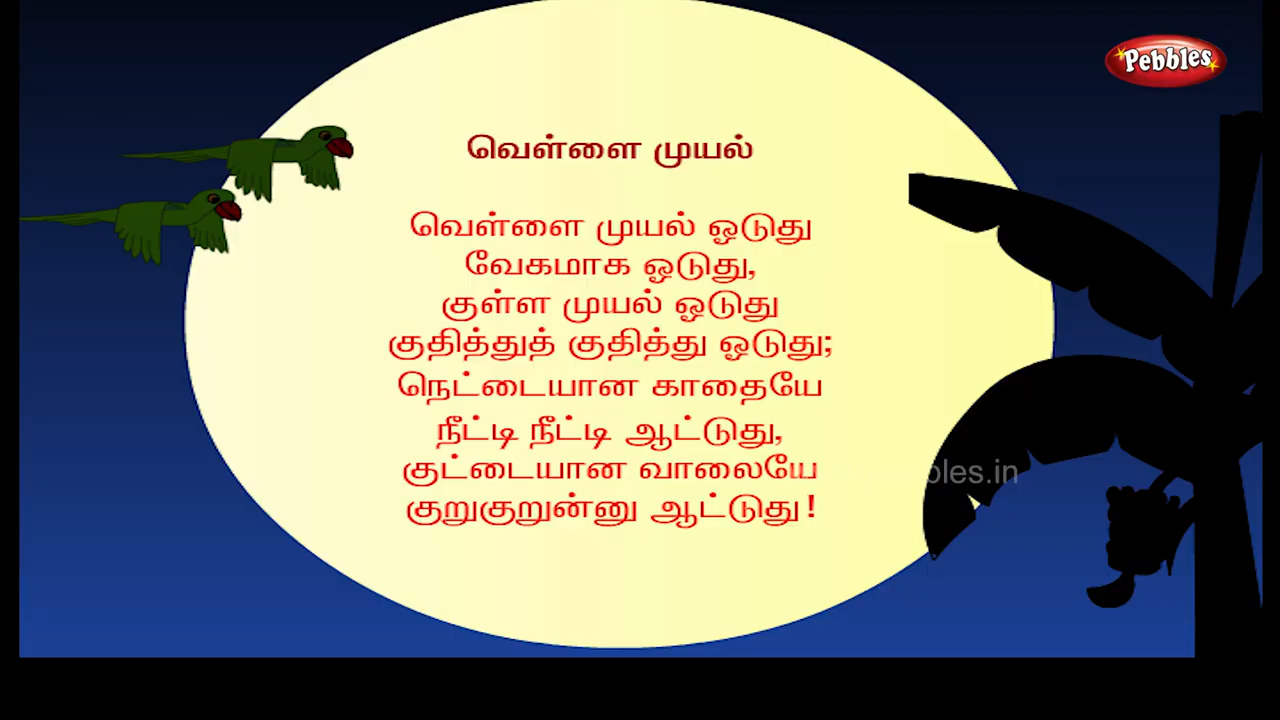 Pebbles
வெள்ளை முயல்
வெள்ளை முயல் ஓடுது
வேகமாக ஓடுது,
குள்ள முயல் ஓடுது
குதித்துத் குதித்து ஓடுது;
நெட்டையான காதையே
நீட்டி நீட்டி ஆட்டுது,
குட்டையான வாலையே
குறுகுறுன்னு ஆட்டுது !